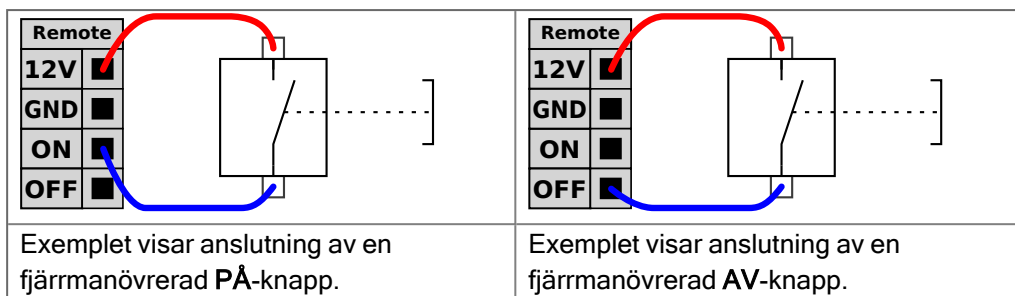 Remote
12V
GND
ON
OFF
Remote
12V
GND
ON
OFF
Exemplet visar anslutning av en
fjärrmanövrerad PÅ-knapp.
Exemplet visar anslutning av en
fjärrmanövrerad AV-knapp.